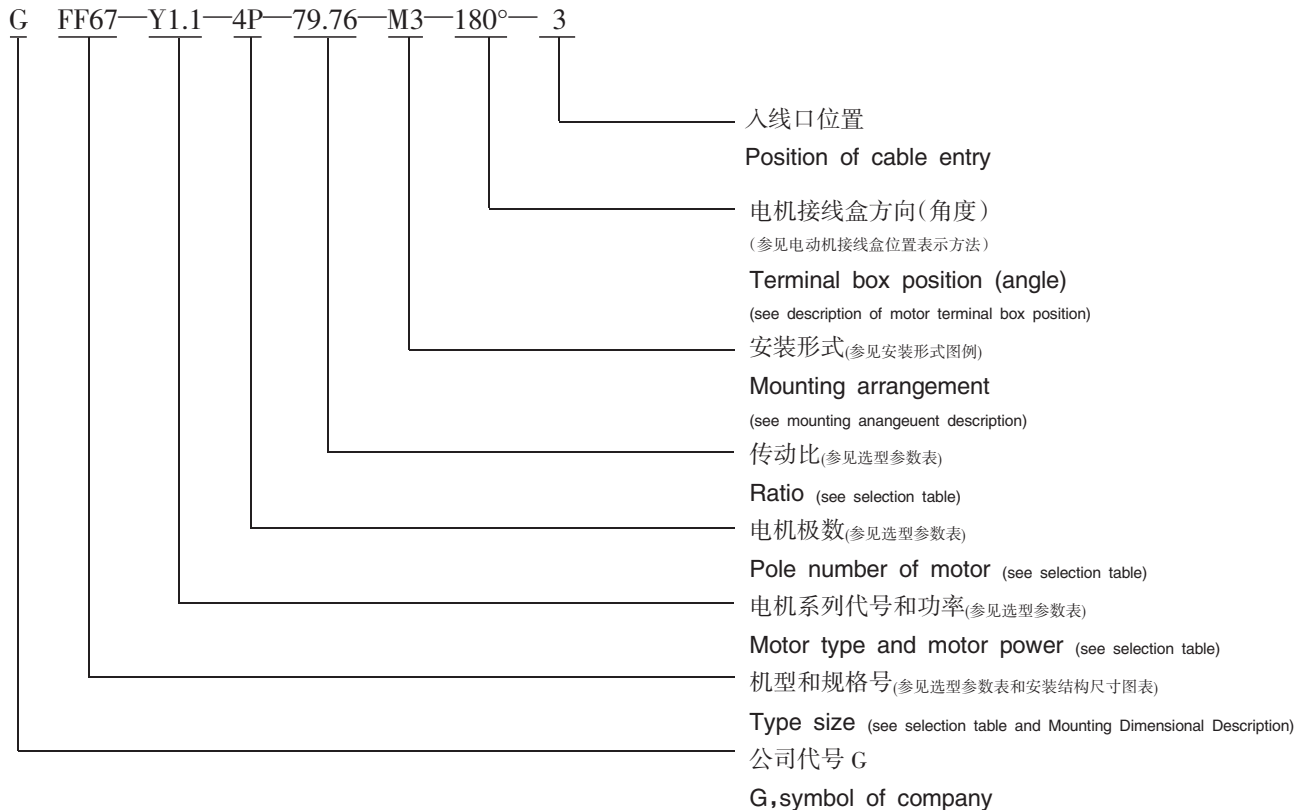 G FF67—Y1.1—4P—79.76—M3—180°— 3
入线口位置
Position of cable entry
电机接线盒方向(角度)
(参见电动机接线盒位置表示方法)
Terminal box position (angle)
(see description of motor terminal box position)
安装形式(参见安装形式图例)
Mounting arrangement
(see mounting anangeuent description)
传动比(参见选型参数表)
Ratio (see selection table)
电机极数(参见选型参数表)
Pole number of motor (see selection table)
电机系列代号和功率(参见选型参数表)
Motor type and motor power (see selection table)
机型和规格号(参见选型参数表和安装结构尺寸图表)
Type size (see selection table and Mounting Dimensional Description)
公司代号 G
G,symbol of company